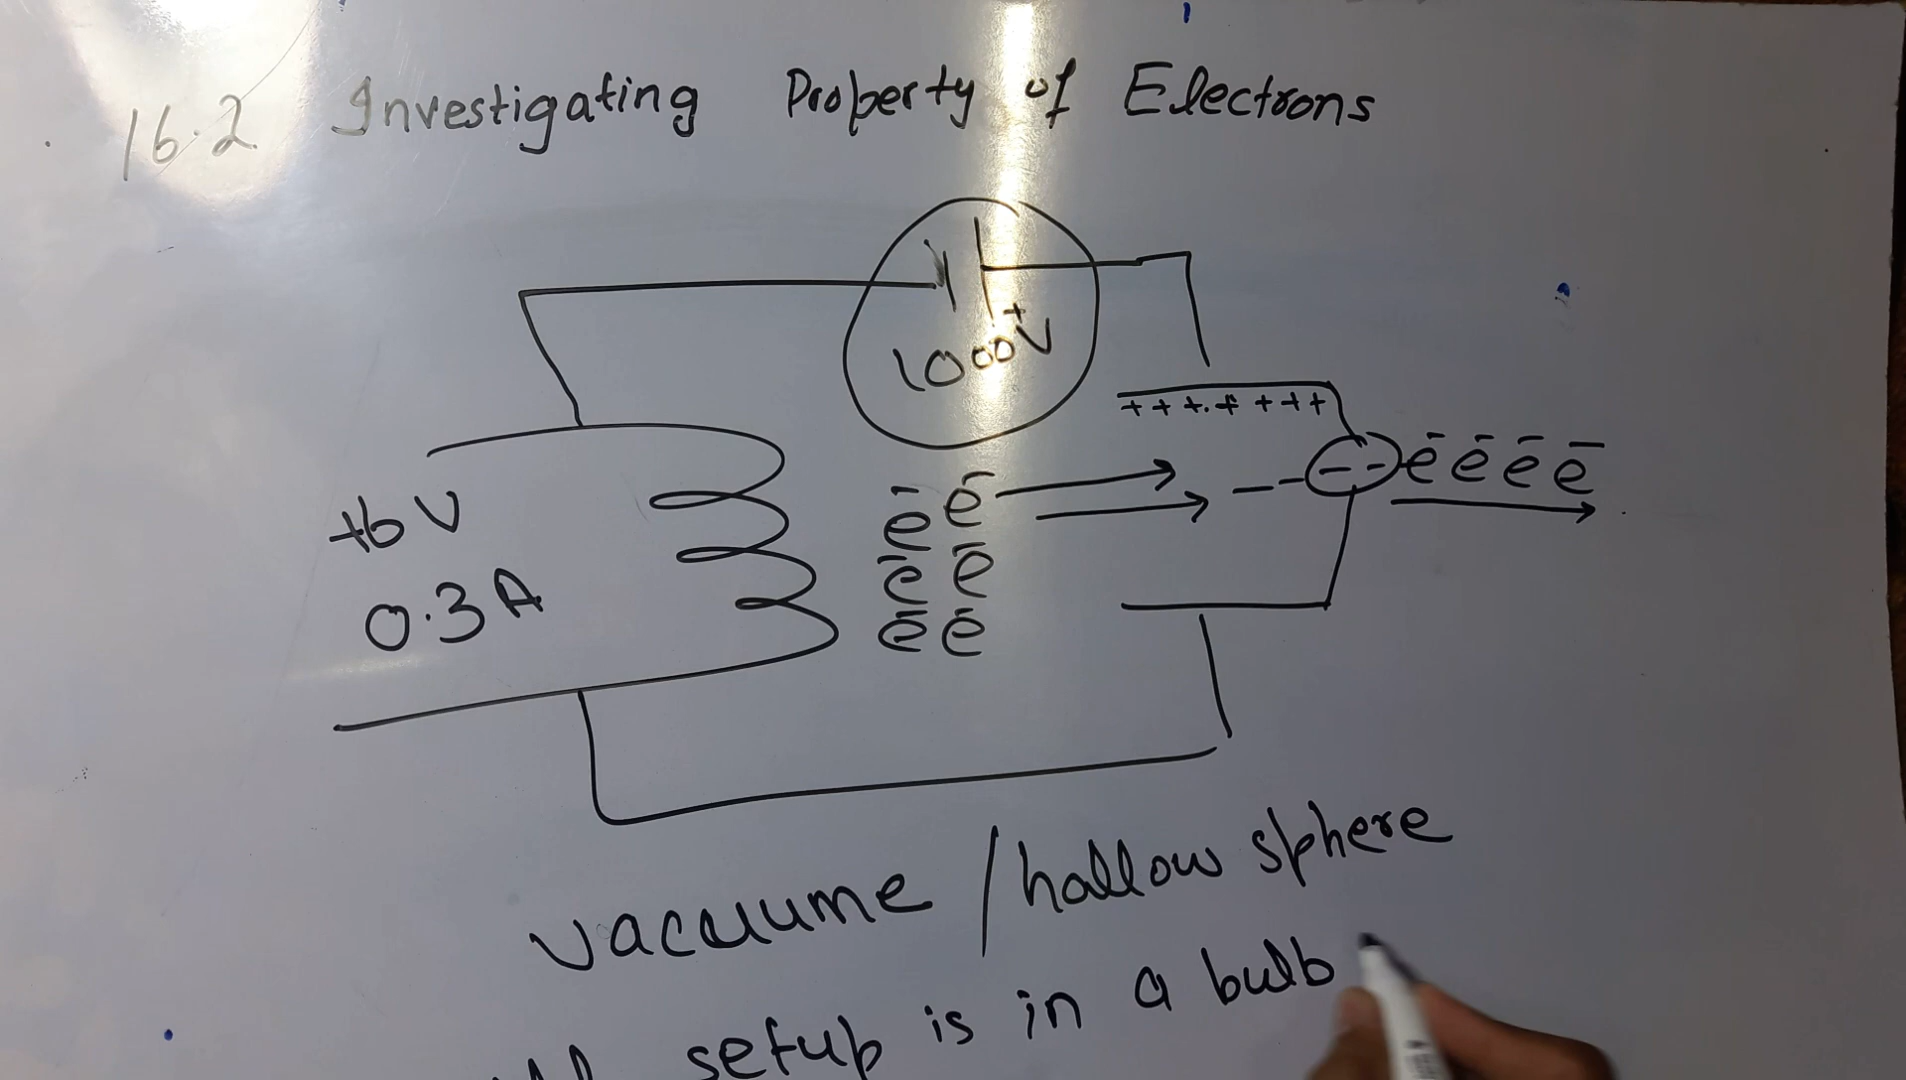 16.2 Investigating Property of Electrons
1000V
+
+ + + + + + +
+6V
0.3A
e⁻ e⁻
e⁻ e⁻
e⁻ e⁻
- - - - e⁻ e⁻ e⁻ e⁻
vacuume / hallow sphere
setup is in a bulb